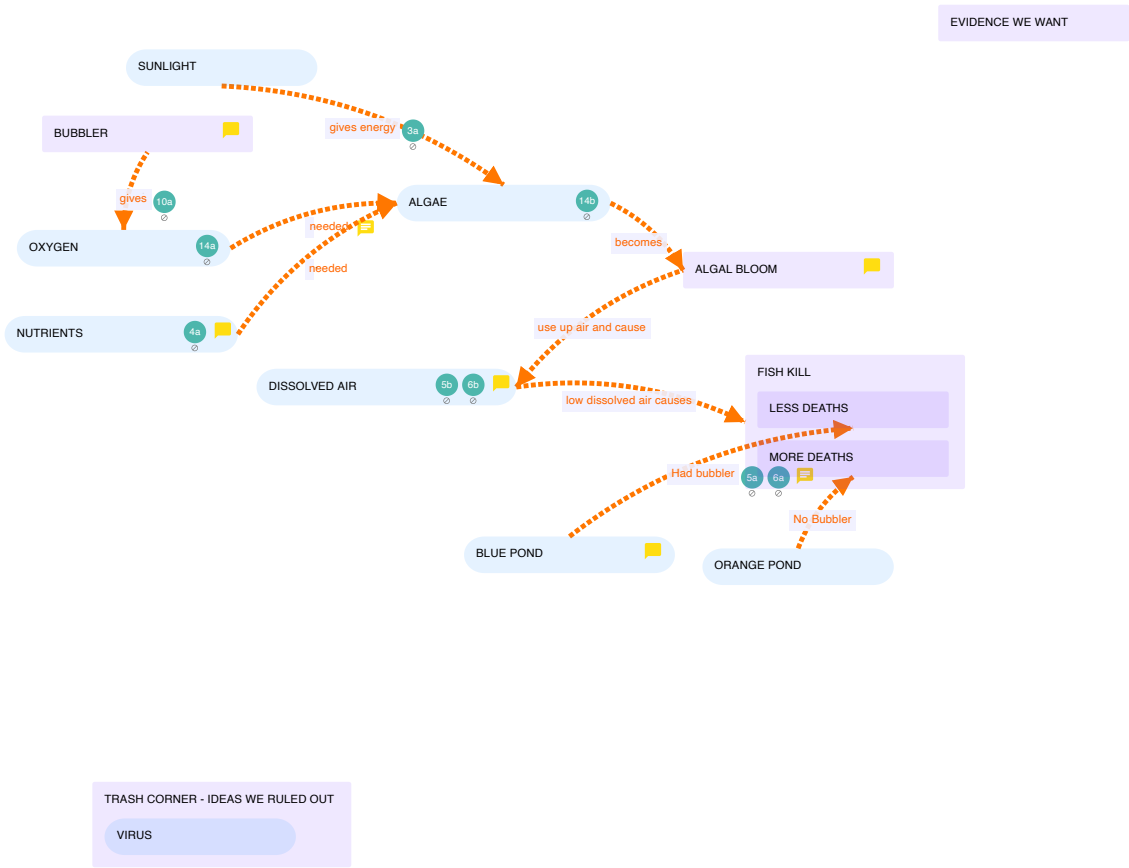 EVIDENCE WE WANT
SUNLIGHT
BUBBLER
gives energy
3a
gives
10a
ALGAE
14b
OXYGEN
14a
needed
becomes
needed
ALGAL BLOOM
NUTRIENTS
4a
use up air and cause
DISSOLVED AIR
5b
6b
low dissolved air causes
FISH KILL
LESS DEATHS
MORE DEATHS
Had bubbler
5a
6a
No Bubbler
BLUE POND
ORANGE POND
TRASH CORNER - IDEAS WE RULED OUT
VIRUS